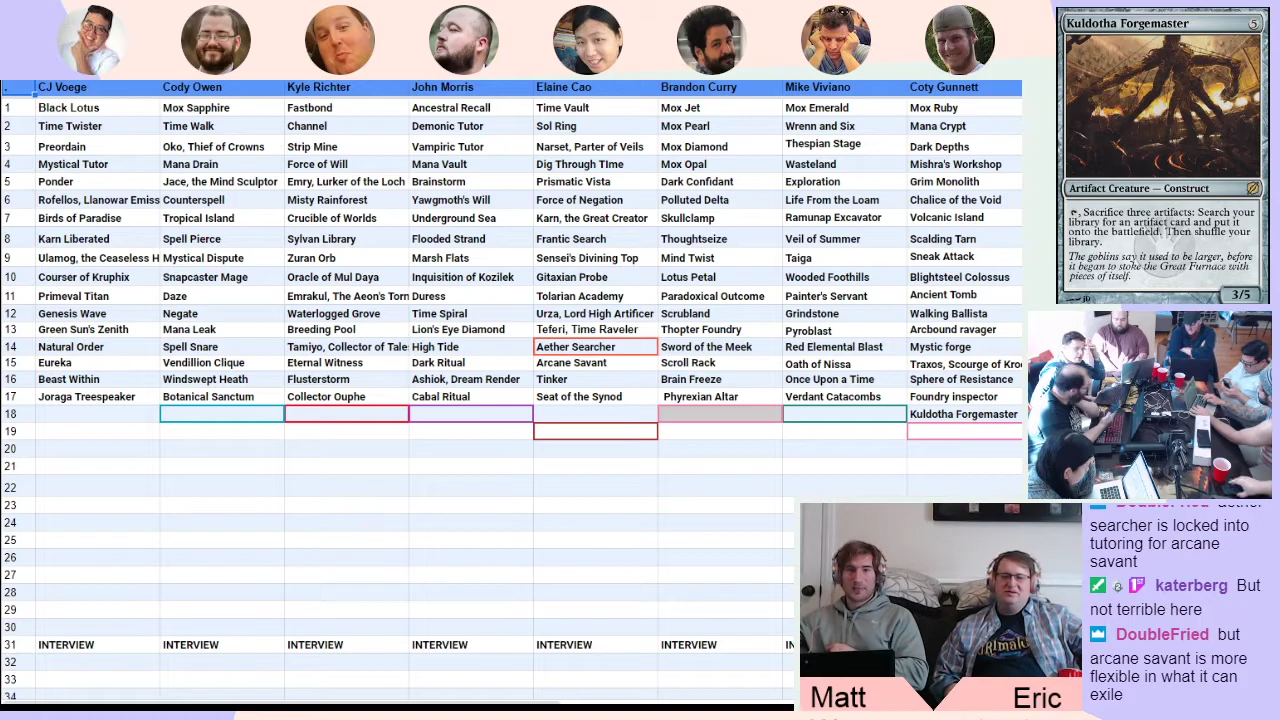 . CJ Voege Cody Owen Kyle Richter John Morris Elaine Cao Brandon Curry Mike Viviano Coty Gunnett
1 Black Lotus Mox Sapphire Fastbond Ancestral Recall Time Vault Mox Jet Mox Emerald Mox Ruby
2 Time Twister Time Walk Channel Demonic Tutor Sol Ring Mox Pearl Wrenn and Six Mana Crypt
3 Preordain Oko, Thief of Crowns Strip Mine Vampiric Tutor Narset, Parter of Veils Mox Diamond Thespian Stage Dark Depths
4 Mystical Tutor Mana Drain Force of Will Mana Vault Dig Through TIme Mox Opal Wasteland Mishra's Workshop
5 Ponder Jace, the Mind Sculptor Emry, Lurker of the Loch Brainstorm Prismatic Vista Dark Confidant Exploration Grim Monolith
6 Rofellos, Llanowar Emiss Counterspell Misty Rainforest Yawgmoth's Will Force of Negation Polluted Delta Life From the Loam Chalice of the Void
7 Birds of Paradise Tropical Island Crucible of Worlds Underground Sea Karn, the Great Creator Skullclamp Ramunap Excavator Volcanic Island
8 Karn Liberated Spell Pierce Sylvan Library Flooded Strand Frantic Search Thoughtseize Veil of Summer Scalding Tarn
9 Ulamog, the Ceaseless H Mystical Dispute Zuran Orb Marsh Flats Sensei's Divining Top Mind Twist Taiga Sneak Attack
10 Courser of Kruphix Snapcaster Mage Oracle of Mul Daya Inquisition of Kozilek Gitaxian Probe Lotus Petal Wooded Foothills Blightsteel Colossus
11 Primeval Titan Daze Emrakul, The Aeon's Torn Duress Tolarian Academy Paradoxical Outcome Painter's Servant Ancient Tomb
12 Genesis Wave Negate Waterlogged Grove Time Spiral Urza, Lord High Artificer Scrubland Grindstone Walking Ballista
13 Green Sun's Zenith Mana Leak Breeding Pool Lion's Eye Diamond Teferi, Time Raveler Thopter Foundry Pyroblast Arcbound ravager
14 Natural Order Spell Snare Tamiyo, Collector of Tale High Tide Aether Searcher Sword of the Meek Red Elemental Blast Mystic forge
15 Eureka Vendillion Clique Eternal Witness Dark Ritual Arcane Savant Scroll Rack Oath of Nissa Traxos, Scourge of Kro
16 Beast Within Windswept Heath Flusterstorm Ashiok, Dream Render Tinker Brain Freeze Once Upon a Time Sphere of Resistance
17 Joraga Treespeaker Botanical Sanctum Collector Ouphe Cabal Ritual Seat of the Synod Phyrexian Altar Verdant Catacombs Foundry inspector
18 Kuldotha Forgemaster
19
20
21
22
23
24
25
26
27
28
29
30
31 INTERVIEW INTERVIEW INTERVIEW INTERVIEW INTERVIEW INTERVIEW IN
32
33
34
Kuldotha Forgemaster 5
Artifact Creature — Construct
, Sacrifice three artifacts: Search your
library for an artifact card and put it
onto the battlefield. Then shuffle your
library.
The goblins say it used to be larger, before
it began to stoke the Great Furnace with
pieces of itself.
3/5
DoubleFried aether
searcher is locked into
tutoring for arcane
savant
katerberg But
not terrible here
DoubleFried but
arcane savant is more
flexible in what it can
exile
Matt Eric